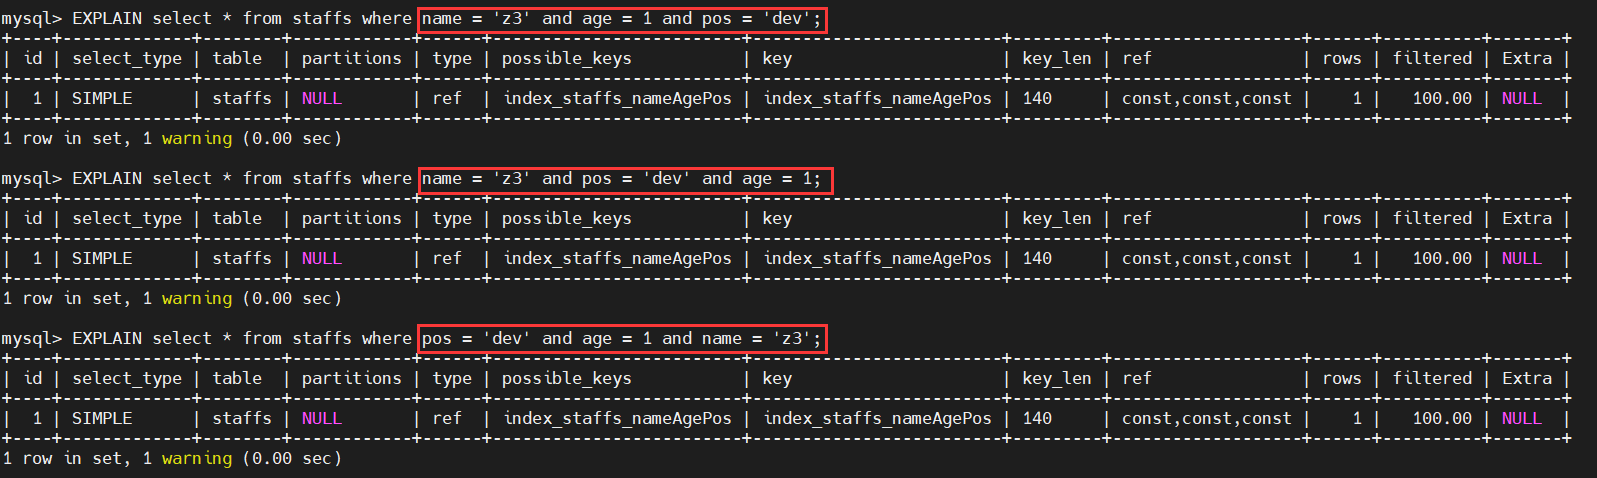 mysql> EXPLAIN select * from staffs where name = 'z3' and age = 1 and pos = 'dev';
+----+-------------+--------+------------+------+-------------------------+-------------------------+---------+-------------------+------+----------+-------+
| id | select_type | table  | partitions | type | possible_keys           | key                     | key_len | ref               | rows | filtered | Extra |
+----+-------------+--------+------------+------+-------------------------+-------------------------+---------+-------------------+------+----------+-------+
|  1 | SIMPLE      | staffs | NULL       | ref  | index_staffs_nameAgePos | index_staffs_nameAgePos | 140     | const,const,const |    1 |   100.00 | NULL  |
+----+-------------+--------+------------+------+-------------------------+-------------------------+---------+-------------------+------+----------+-------+
1 row in set, 1 warning (0.00 sec)
mysql> EXPLAIN select * from staffs where name = 'z3' and pos = 'dev' and age = 1;
+----+-------------+--------+------------+------+-------------------------+-------------------------+---------+-------------------+------+----------+-------+
| id | select_type | table  | partitions | type | possible_keys           | key                     | key_len | ref               | rows | filtered | Extra |
+----+-------------+--------+------------+------+-------------------------+-------------------------+---------+-------------------+------+----------+-------+
|  1 | SIMPLE      | staffs | NULL       | ref  | index_staffs_nameAgePos | index_staffs_nameAgePos | 140     | const,const,const |    1 |   100.00 | NULL  |
+----+-------------+--------+------------+------+-------------------------+-------------------------+---------+-------------------+------+----------+-------+
1 row in set, 1 warning (0.00 sec)
mysql> EXPLAIN select * from staffs where pos = 'dev' and age = 1 and name = 'z3';
+----+-------------+--------+------------+------+-------------------------+-------------------------+---------+-------------------+------+----------+-------+
| id | select_type | table  | partitions | type | possible_keys           | key                     | key_len | ref               | rows | filtered | Extra |
+----+-------------+--------+------------+------+-------------------------+-------------------------+---------+-------------------+------+----------+-------+
|  1 | SIMPLE      | staffs | NULL       | ref  | index_staffs_nameAgePos | index_staffs_nameAgePos | 140     | const,const,const |    1 |   100.00 | NULL  |
+----+-------------+--------+------------+------+-------------------------+-------------------------+---------+-------------------+------+----------+-------+
1 row in set, 1 warning (0.00 sec)